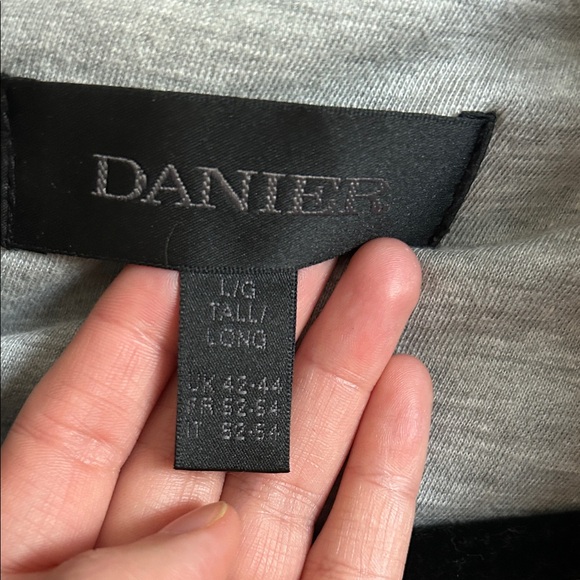 DANIER
L/G
TALL/
LONG
UK 42-44
FR 52-54
IT 52-54